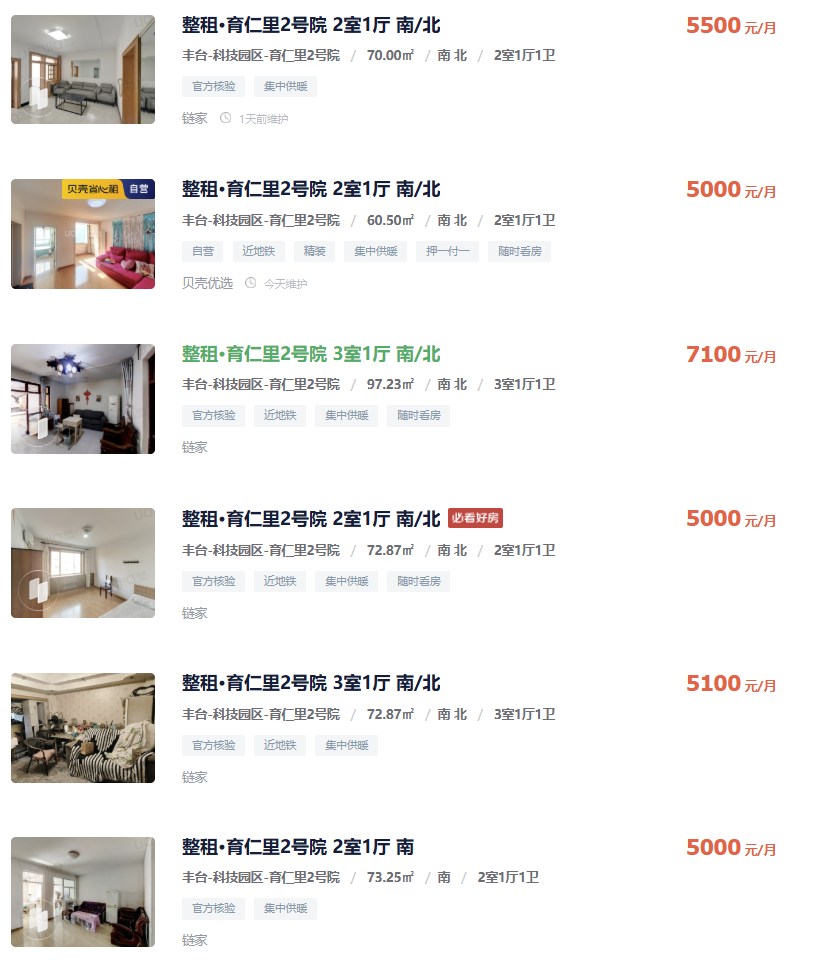 整租·育仁里2号院 2室1厅 南/北
5500 元/月
丰台-科技园区-育仁里2号院 / 70.00㎡ / 南 北 / 2室1厅1卫
官方核验 集中供暖
链家 1天前维护
贝壳省心租 自营
整租·育仁里2号院 2室1厅 南/北
5000 元/月
丰台-科技园区-育仁里2号院 / 60.50㎡ / 南 北 / 2室1厅1卫
自营 近地铁 精装 集中供暖 押一付一 随时看房
贝壳优选 今天维护
整租·育仁里2号院 3室1厅 南/北
7100 元/月
丰台-科技园区-育仁里2号院 / 97.23㎡ / 南 北 / 3室1厅1卫
官方核验 近地铁 集中供暖 随时看房
链家
整租·育仁里2号院 2室1厅 南/北 必看好房
5000 元/月
丰台-科技园区-育仁里2号院 / 72.87㎡ / 南 北 / 2室1厅1卫
官方核验 近地铁 集中供暖 随时看房
链家
整租·育仁里2号院 3室1厅 南/北
5100 元/月
丰台-科技园区-育仁里2号院 / 72.87㎡ / 南 北 / 3室1厅1卫
官方核验 近地铁 集中供暖
链家
整租·育仁里2号院 2室1厅 南
5000 元/月
丰台-科技园区-育仁里2号院 / 73.25㎡ / 南 / 2室1厅1卫
官方核验 集中供暖
链家